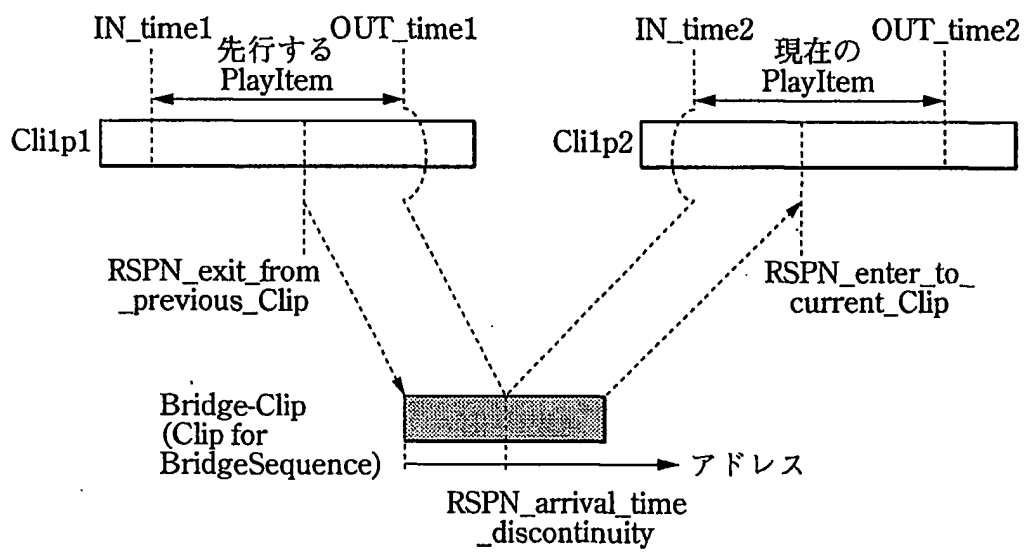 IN_time1 OUT_time1
先行する
PlayItem
Cli1p1
IN_time2 OUT_time2
現在の
PlayItem
Cli1p2
RSPN_exit_from
_previous_Clip
RSPN_enter_to_
current_Clip
Bridge-Clip
(Clip for
BridgeSequence)
アドレス
RSPN_arrival_time
_discontinuity